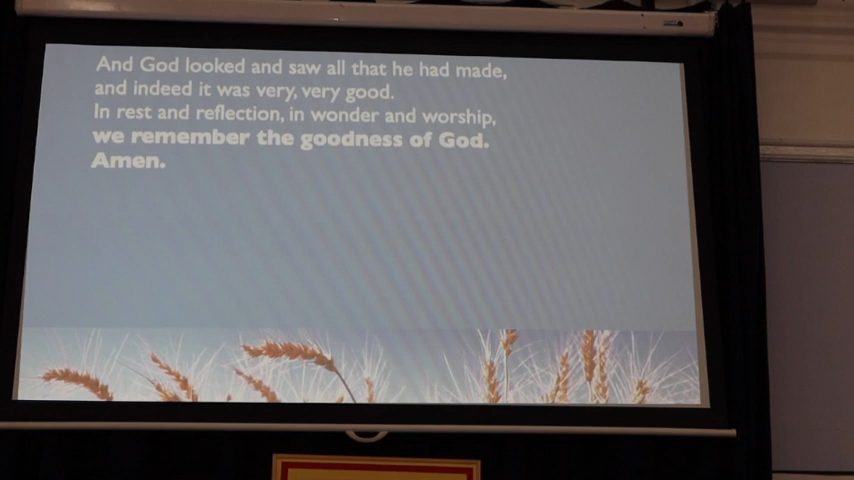 And God looked and saw all that he had made,
and indeed it was very, very good.
In rest and reflection, in wonder and worship,
we remember the goodness of God.
Amen.